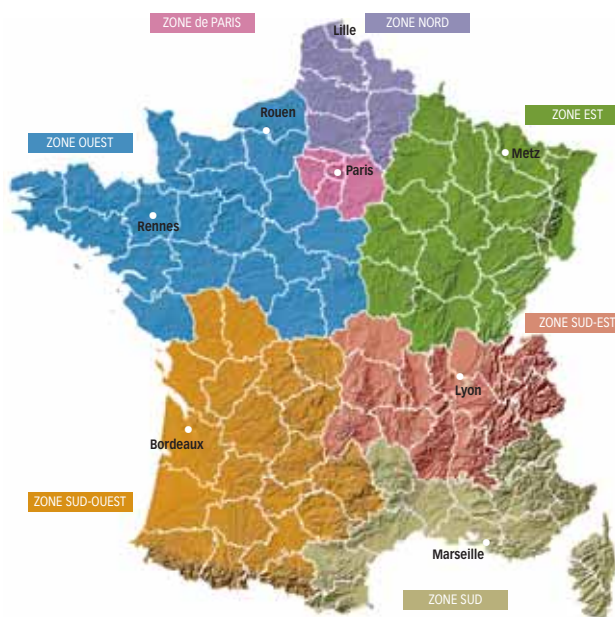 ZONE de PARIS
ZONE NORD
Lille
Rouen
ZONE OUEST
ZONE EST
Metz
Paris
Rennes
ZONE SUD-EST
Lyon
Bordeaux
ZONE SUD-OUEST
Marseille
ZONE SUD